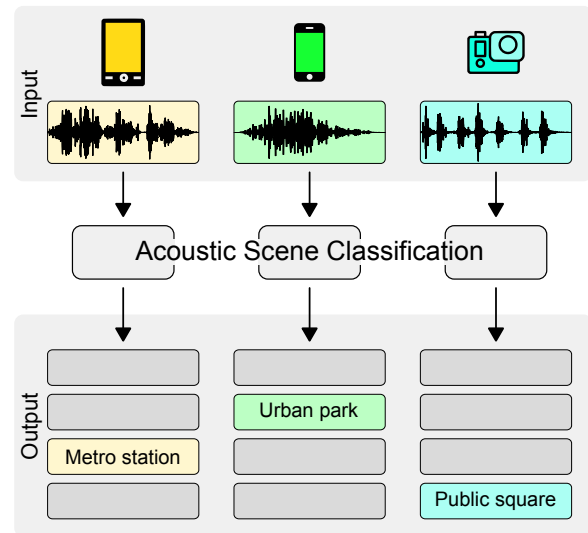 Input
Acoustic Scene Classification
Output
Urban park
Metro station
Public square